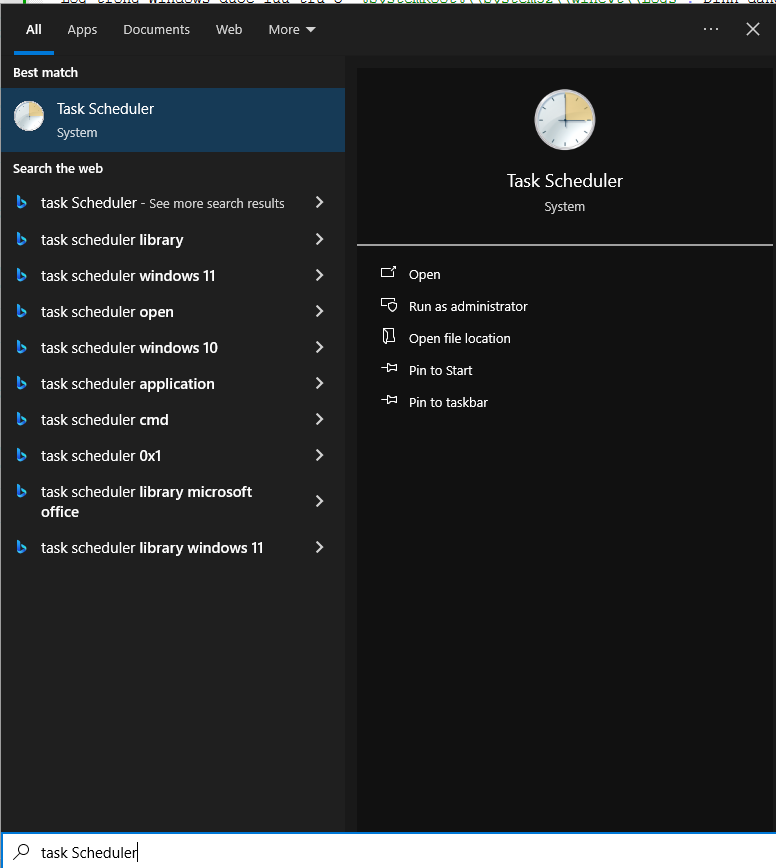 All Apps Documents Web More
Best match
Task Scheduler
System
Search the web
task Scheduler - See more search results
task scheduler library
task scheduler windows 11
task scheduler open
task scheduler windows 10
task scheduler application
task scheduler cmd
task scheduler 0x1
task scheduler library microsoft
office
task scheduler library windows 11
Task Scheduler
System
Open
Run as administrator
Open file location
Pin to Start
Pin to taskbar
task Scheduler